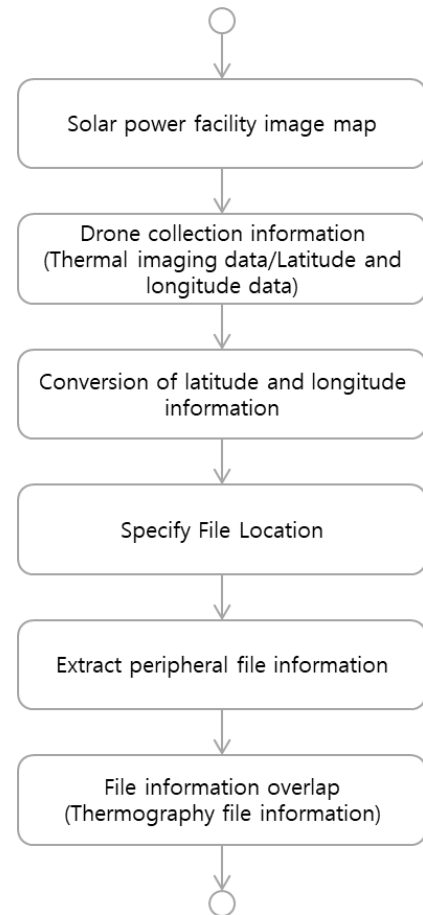 Solar power facility image map
Drone collection information
(Thermal imaging data/Latitude and
longitude data)
Conversion of latitude and longitude
information
Specify File Location
Extract peripheral file information
File information overlap
(Thermography file information)